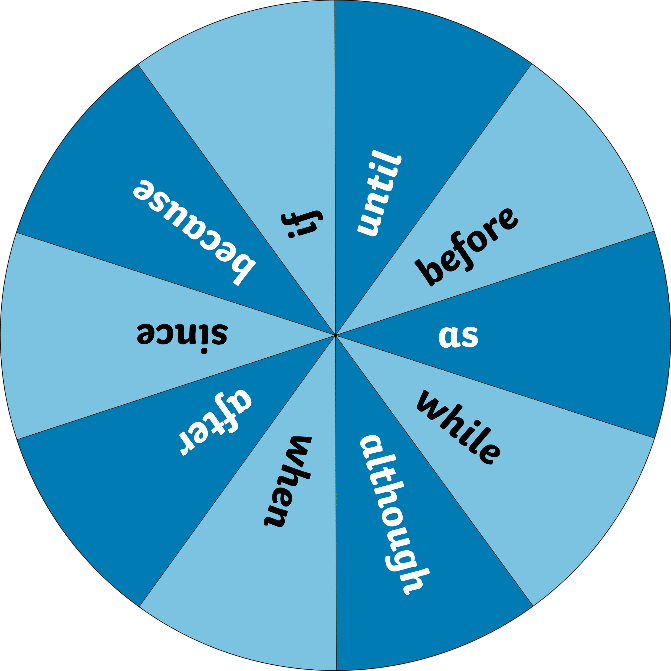 until
before
as
while
although
when
after
since
because
if